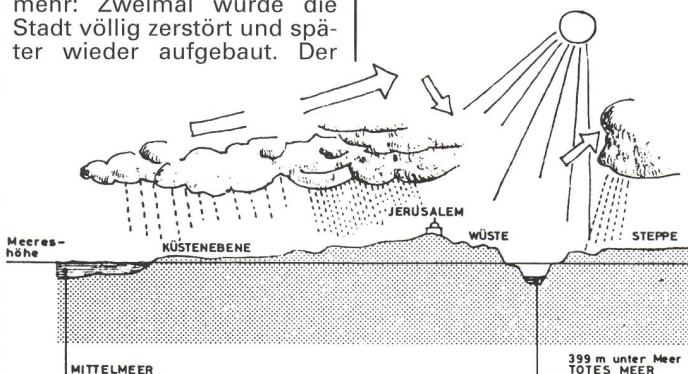 mehr: Zweimal wurde die
Stadt völlig zerstört und spä-
ter wieder aufgebaut. Der
JERUSALEM
Meeres-
höhe
KÜSTENEBENE
WÜSTE
STEPPE
MITTELMEER
399 m unter Meer
TOTES MEER